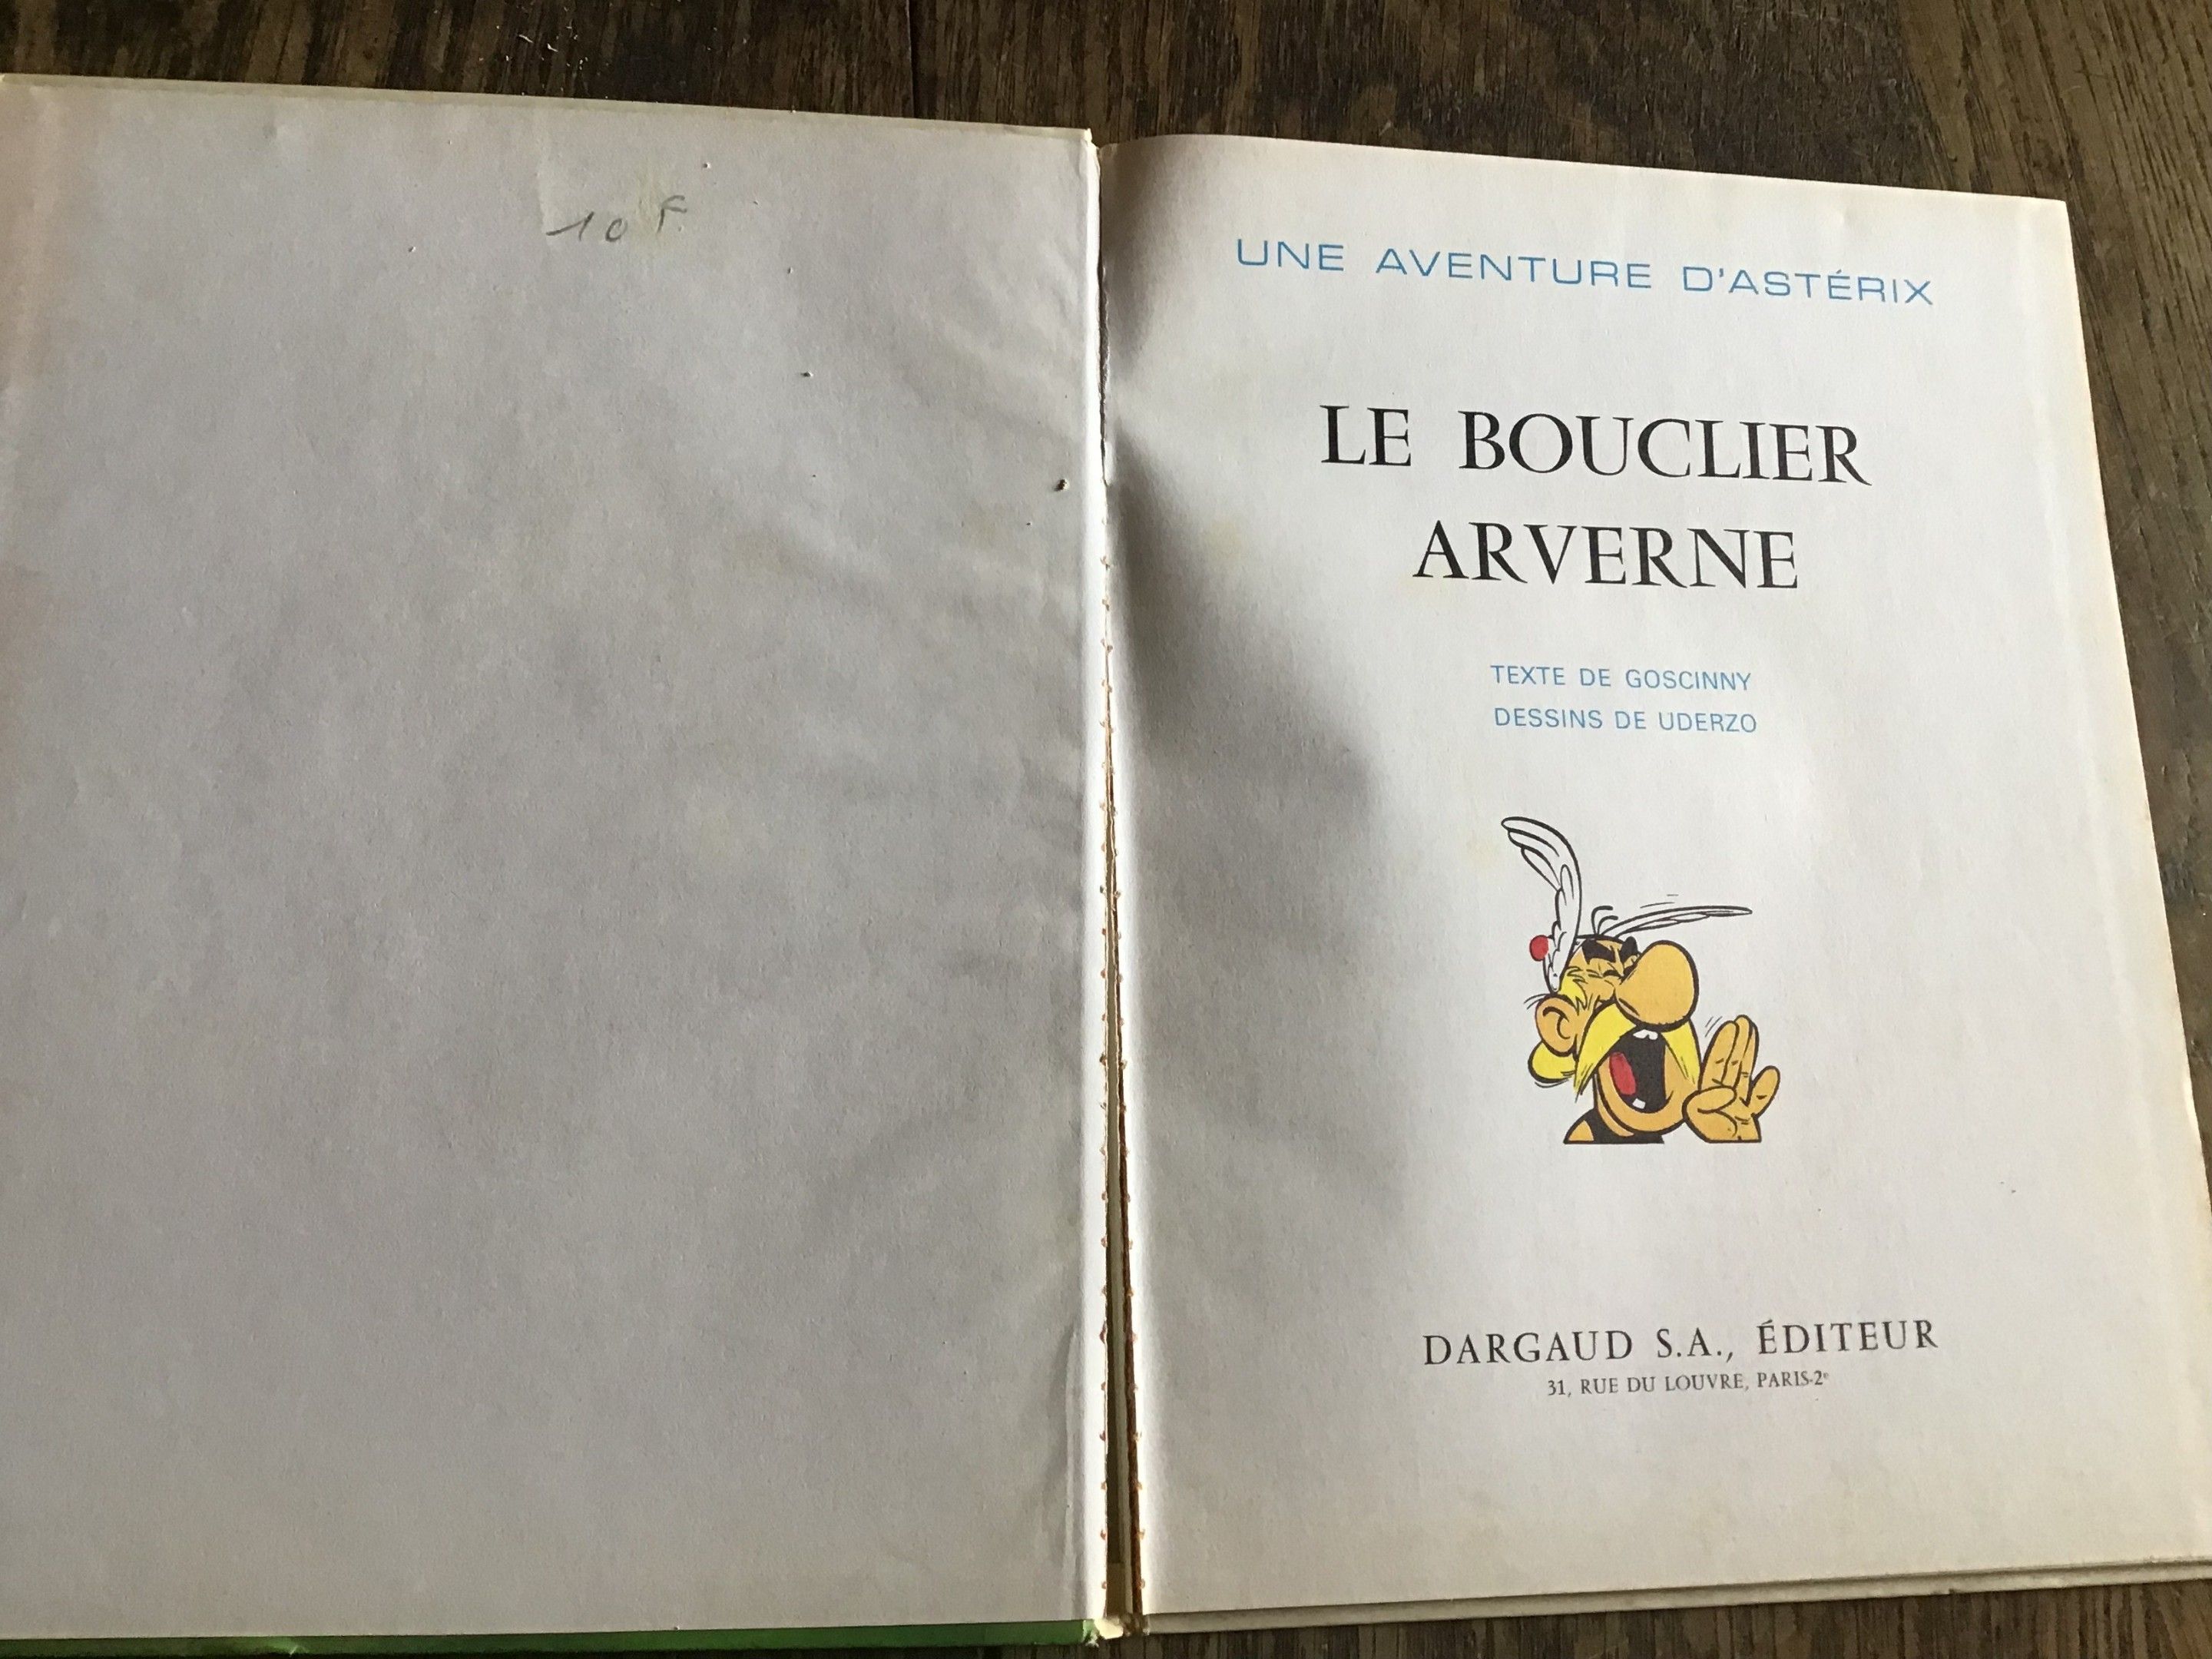 10 F.
UNE AVENTURE D'ASTÉRIX
LE BOUCLIER
ARVERNE
TEXTE DE GOSCINNY
DESSINS DE UDERZO
DARGAUD S.A., ÉDITEUR
31, RUE DU LOUVRE, PARIS-2e